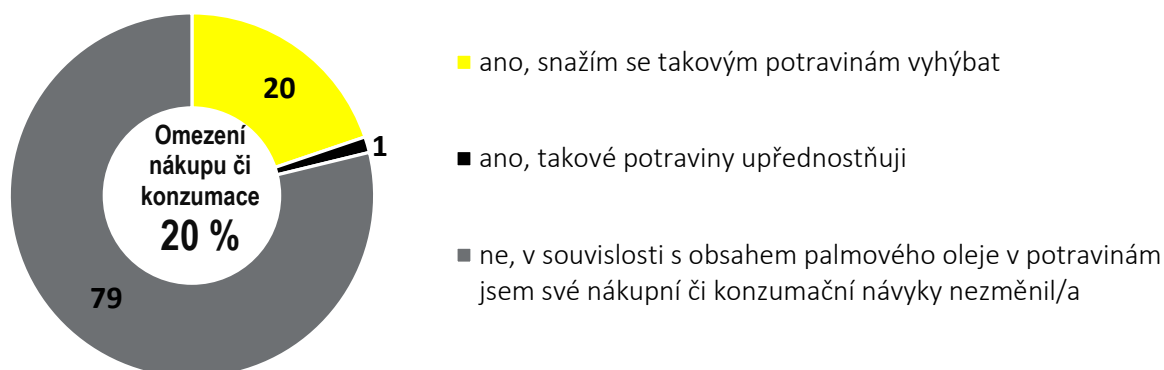 20
1
79
Omezení
nákupu či
konzumace
20 %
ano, snažím se takovým potravinám vyhýbat
ano, takové potraviny upřednostňuji
ne, v souvislosti s obsahem palmového oleje v potravinám
jsem své nákupní či konzumační návyky nezměnil/a